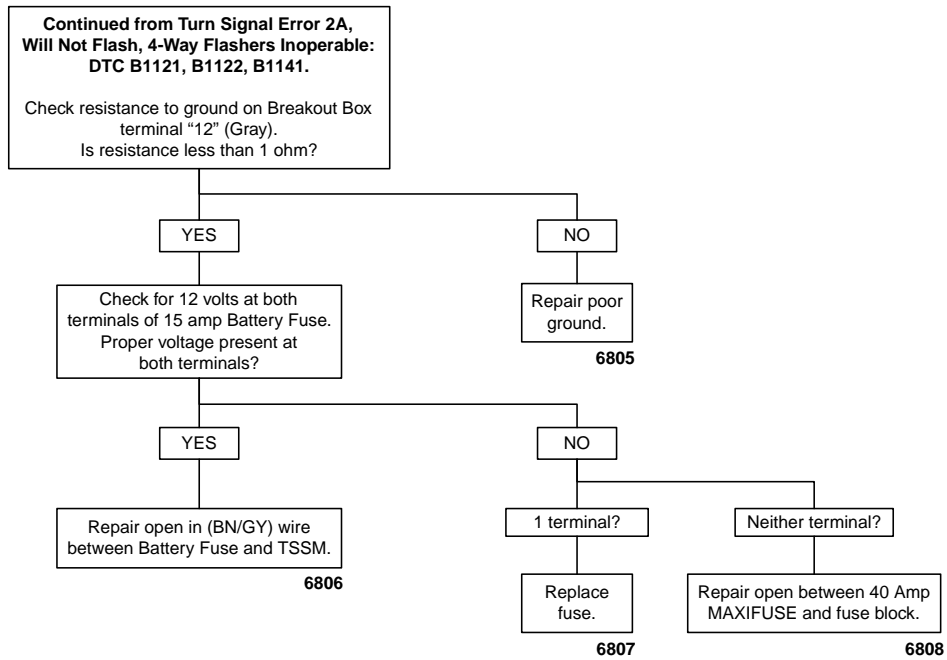 Continued from Turn Signal Error 2A,
Will Not Flash, 4-Way Flashers Inoperable:
DTC B1121, B1122, B1141.
Check resistance to ground on Breakout Box
terminal “12” (Gray).
Is resistance less than 1 ohm?
YES
NO
Check for 12 volts at both
terminals of 15 amp Battery Fuse.
Proper voltage present at
both terminals?
Repair poor
ground.
6805
YES
NO
Repair open in (BN/GY) wire
between Battery Fuse and TSSM.
6806
1 terminal?
Neither terminal?
Replace
fuse.
6807
Repair open between 40 Amp
MAXIFUSE and fuse block.
6808